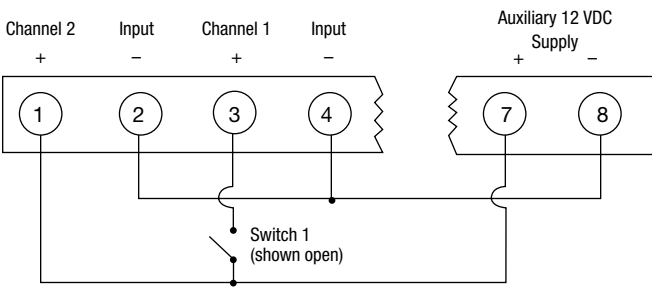 Channel 2 Input Channel 1 Input
+ – + –
Auxiliary 12 VDC
Supply
+ –
1 2 3 4 7 8
Switch 1
(shown open)